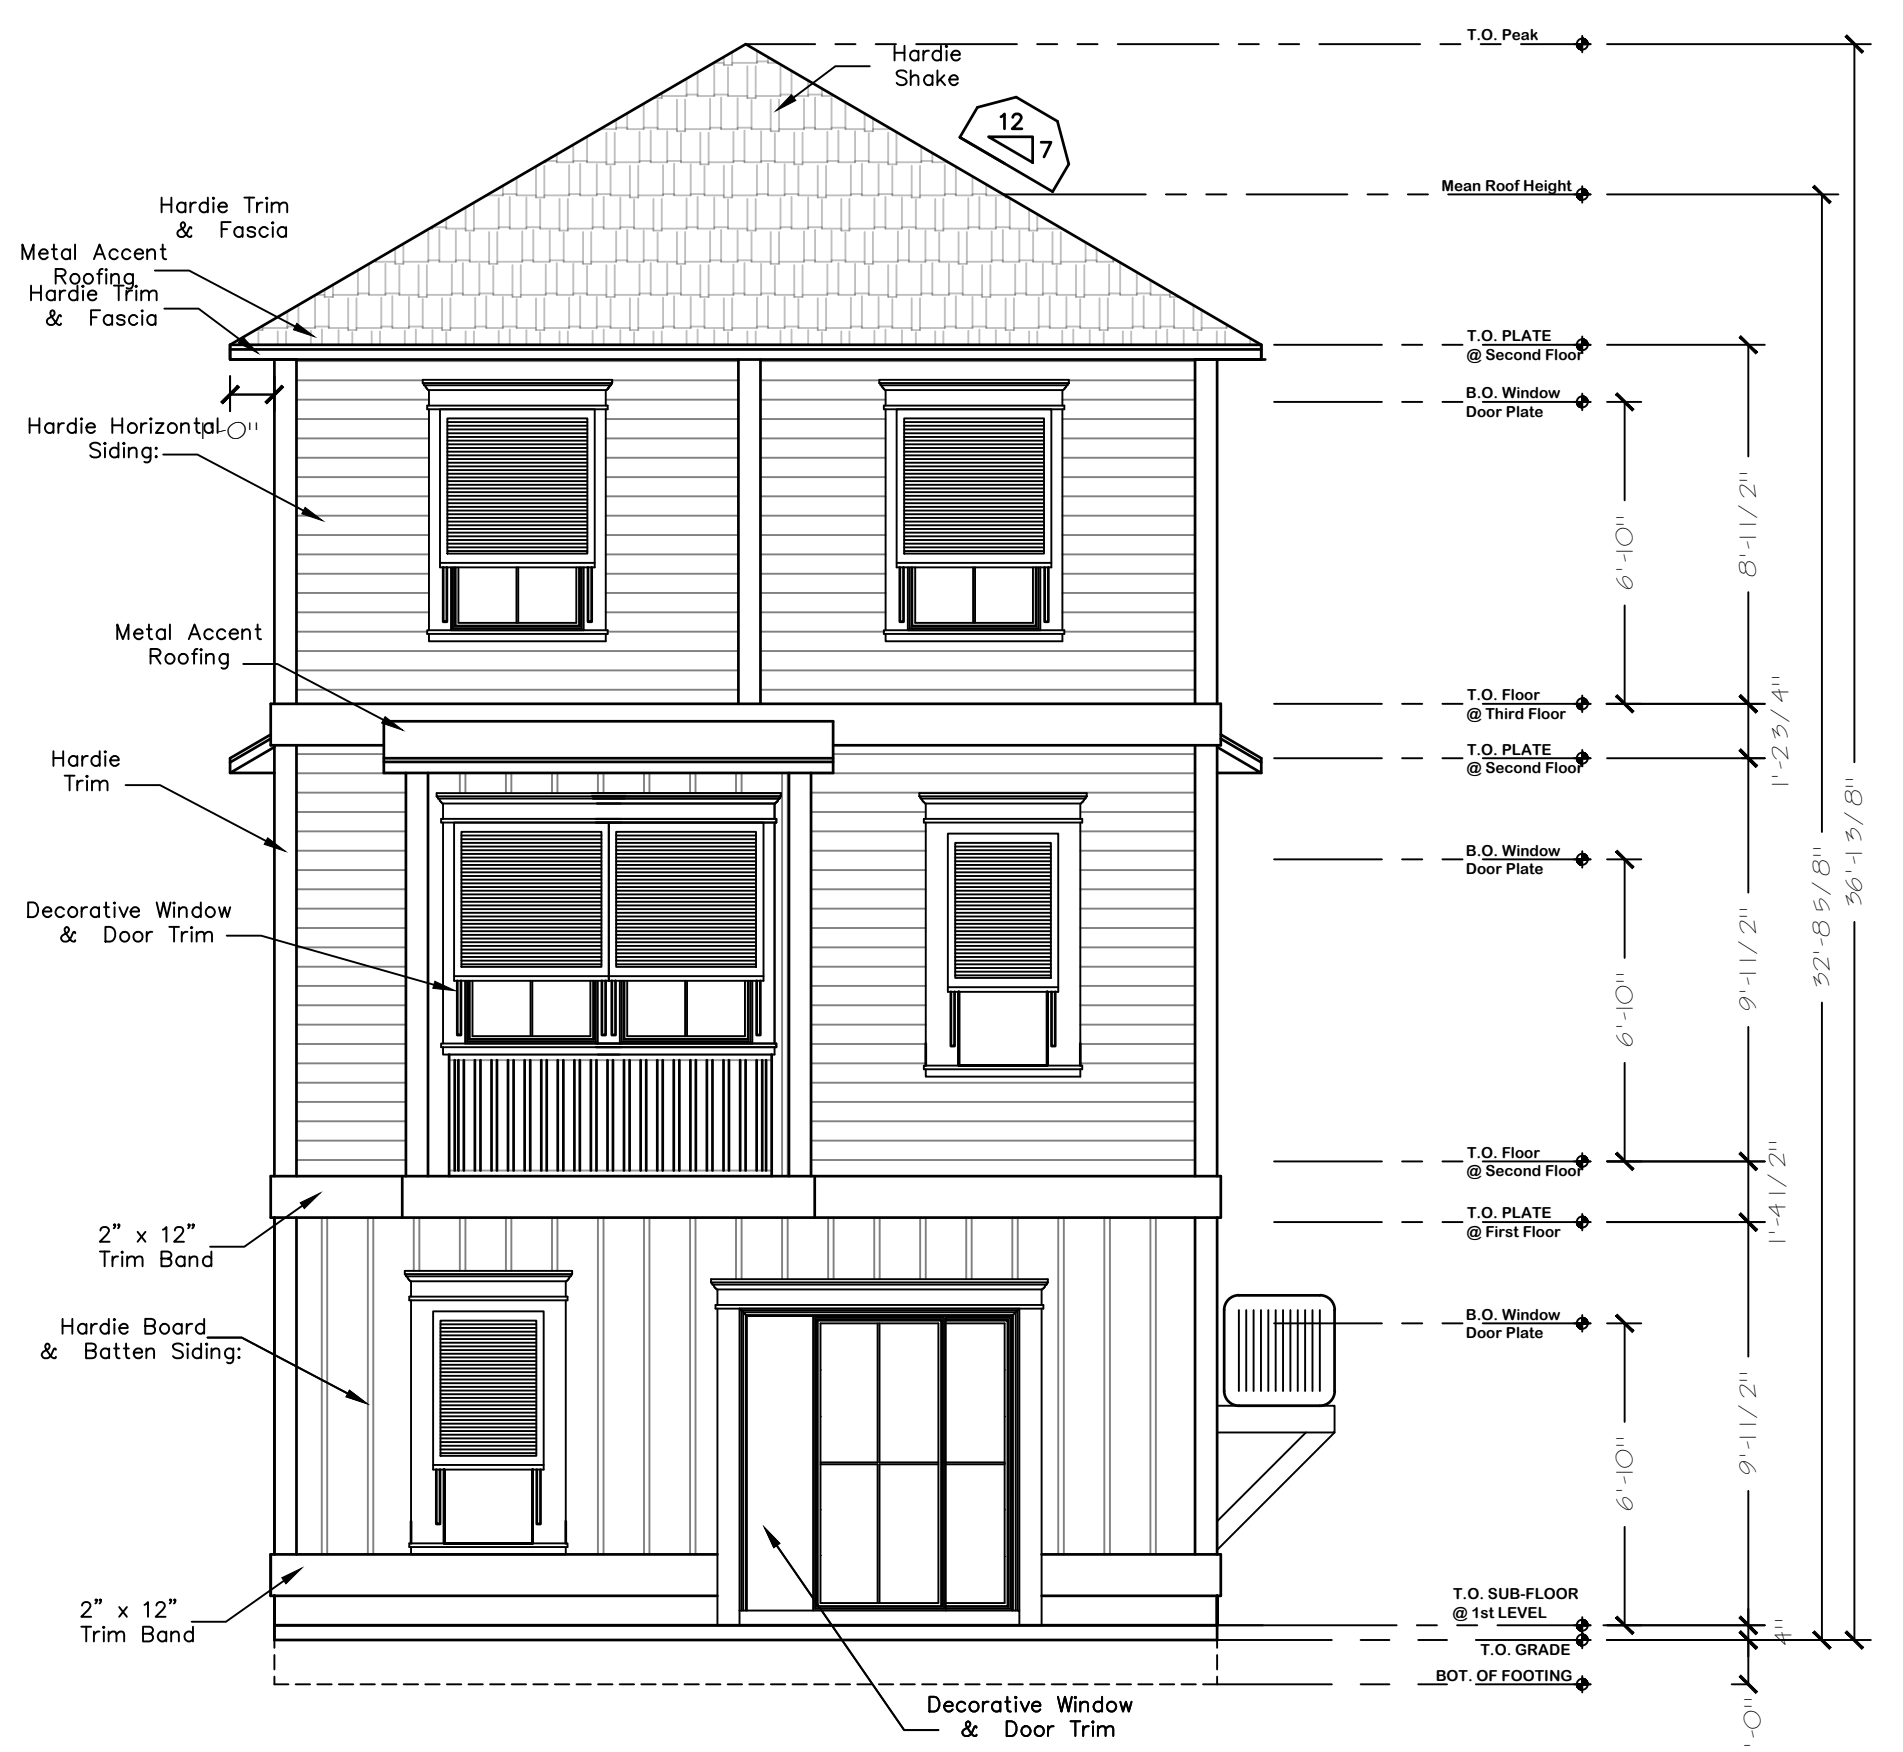 T.O. Peak
Hardie
Shake
12
7
Mean Roof Height
Hardie Trim
& Fascia
Metal Accent
Roofing
Hardie Trim
& Fascia
T.O. PLATE
@ Second Floor
B.O. Window
Door Plate
Hardie Horizontal
Siding:
8'-1 1/2"
6'-10"
Metal Accent
Roofing
T.O. Floor
@ Third Floor
1'-2 3/4"
T.O. PLATE
@ Second Floor
Hardie
Trim
36'-1 3/8"
32'-8 5/8"
B.O. Window
Door Plate
Decorative Window
& Door Trim
9'-1 1/2"
6'-10"
T.O. Floor
@ Second Floor
1'-4 1/2"
T.O. PLATE
@ First Floor
2” x 12”
Trim Band
B.O. Window
Door Plate
Hardie Board
& Batten Siding:
9'-1 1/2"
6'-10"
T.O. SUB-FLOOR
@ 1st LEVEL
2” x 12”
Trim Band
4"
T.O. GRADE
BOT. OF FOOTING
Decorative Window
& Door Trim